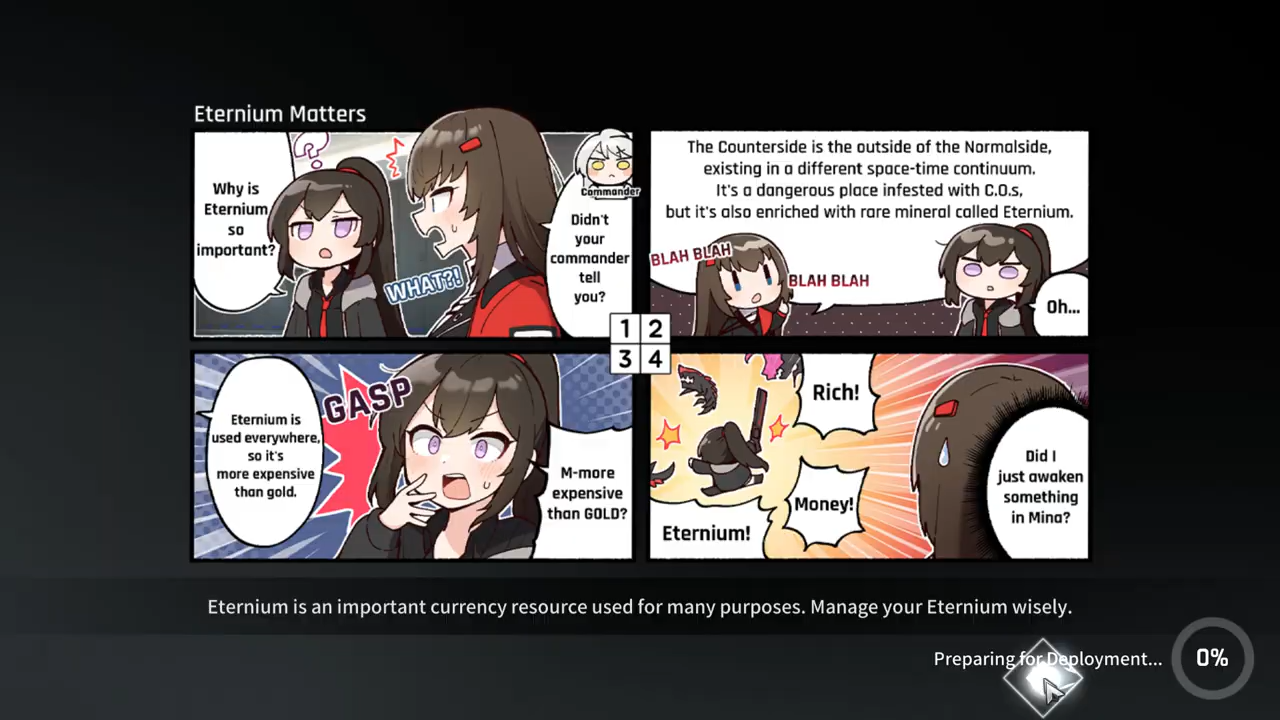 Eternium Matters
Why is
Eternium
so
important?
?
WHAT?!
Commander
Didn't
your
commander
tell
you?
The Counterside is the outside of the Normalside,
existing in a different space-time continuum.
It's a dangerous place infested with C.O.s,
but it's also enriched with rare mineral called Eternium.
BLAH BLAH
BLAH BLAH
Oh...
1 2
3 4
Eternium is
used everywhere,
so it's
more expensive
than gold.
GASP
M-more
expensive
than GOLD?
Rich!
Money!
Eternium!
Did I
just awaken
something
in Mina?
Eternium is an important currency resource used for many purposes. Manage your Eternium wisely.
Preparing for Deployment...
0%